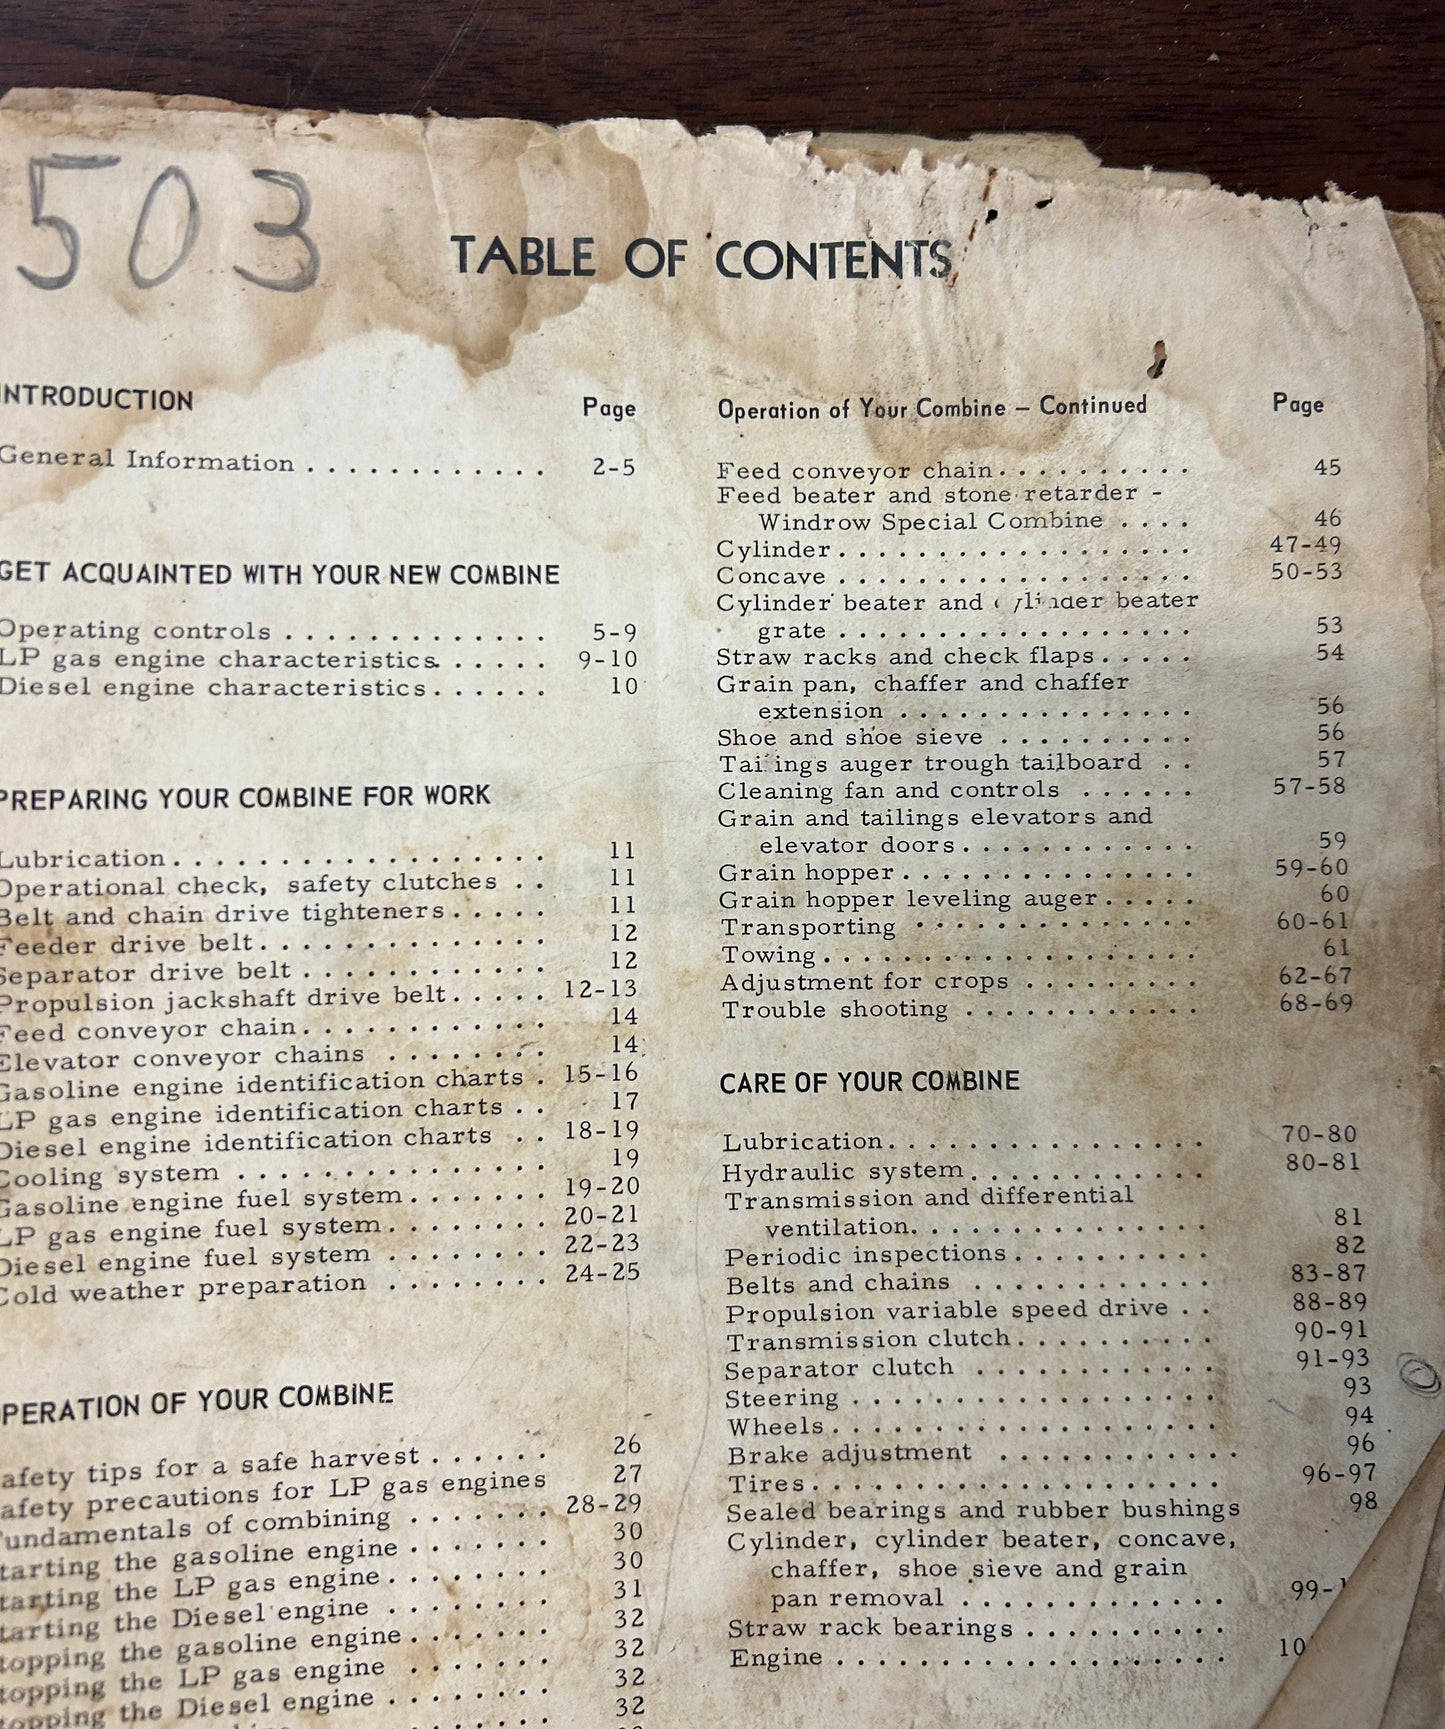 503
TABLE OF CONTENTS
INTRODUCTION
Page
General Information . . . . . . . . . . . . 2-5
GET ACQUAINTED WITH YOUR NEW COMBINE
Operating controls . . . . . . . . . . . . . 5-9
LP gas engine characteristics . . . . . . 9-10
Diesel engine characteristics . . . . . . 10
PREPARING YOUR COMBINE FOR WORK
Lubrication . . . . . . . . . . . . . . . . . . 11
Operational check, safety clutches . . 11
Belt and chain drive tighteners . . . . . 11
Feeder drive belt . . . . . . . . . . . . . . 12
Separator drive belt . . . . . . . . . . . . 12
Propulsion jackshaft drive belt . . . . . 12-13
Feed conveyor chain . . . . . . . . . . . . 14
Elevator conveyor chains . . . . . . . . 14
Gasoline engine identification charts . 15-16
LP gas engine identification charts . . 17
Diesel engine identification charts . . 18-19
Cooling system . . . . . . . . . . . . . . . 19
Gasoline engine fuel system . . . . . . . 19-20
LP gas engine fuel system . . . . . . . . 20-21
Diesel engine fuel system . . . . . . . . 22-23
Cold weather preparation . . . . . . . . 24-25
OPERATION OF YOUR COMBINE
Safety tips for a safe harvest . . . . . . 26
Safety precautions for LP gas engines 27
Fundamentals of combining . . . . . . . 28-29
Starting the gasoline engine . . . . . . . 30
Starting the LP gas engine . . . . . . . . 30
Starting the Diesel engine . . . . . . . . 31
Stopping the gasoline engine . . . . . . . 32
Stopping the LP gas engine . . . . . . . 32
Stopping the Diesel engine . . . . . . . . 32
32
Operation of Your Combine – Continued
Page
Feed conveyor chain . . . . . . . . . . 45
Feed beater and stone retarder -
Windrow Special Combine . . . . 46
Cylinder . . . . . . . . . . . . . . . . . 47-49
Concave . . . . . . . . . . . . . . . . . 50-53
Cylinder beater and cylinder beater
grate . . . . . . . . . . . . . . . . . 53
Straw racks and check flaps . . . . . 54
Grain pan, chaffer and chaffer
extension . . . . . . . . . . . . . . 56
Shoe and shoe sieve . . . . . . . . . 56
Tailings auger trough tailboard . . 57
Cleaning fan and controls . . . . . . 57-58
Grain and tailings elevators and
elevator doors . . . . . . . . . . . 59
Grain hopper . . . . . . . . . . . . . . 59-60
Grain hopper leveling auger . . . . . 60
Transporting . . . . . . . . . . . . . . 60-61
Towing . . . . . . . . . . . . . . . . . . 61
Adjustment for crops . . . . . . . . . 62-67
Trouble shooting . . . . . . . . . . . . 68-69
CARE OF YOUR COMBINE
Lubrication . . . . . . . . . . . . . . . 70-80
Hydraulic system . . . . . . . . . . . 80-81
Transmission and differential
ventilation . . . . . . . . . . . . . . 81
Periodic inspections . . . . . . . . . . 82
Belts and chains . . . . . . . . . . . . 83-87
Propulsion variable speed drive . . 88-89
Transmission clutch . . . . . . . . . . 90-91
Separator clutch . . . . . . . . . . . . 91-93
Steering . . . . . . . . . . . . . . . . . 93
Wheels . . . . . . . . . . . . . . . . . . 94
Brake adjustment . . . . . . . . . . . . 96
Tires . . . . . . . . . . . . . . . . . . . 96-97
Sealed bearings and rubber bushings 98
Cylinder, cylinder beater, concave,
chaffer, shoe sieve and grain
pan removal . . . . . . . . . . . . . 99-
Straw rack bearings . . . . . . . . . .
Engine . . . . . . . . . . . . . . . . . . . 10